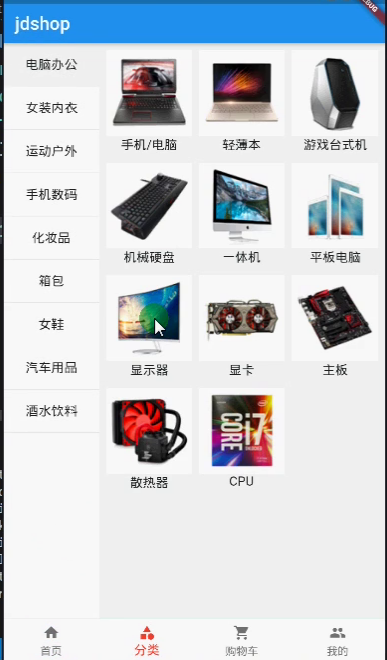 jdshop
电脑办公
女装内衣
运动户外
手机数码
化妆品
箱包
女鞋
汽车用品
酒水饮料
手机/电脑
轻薄本
游戏台式机
机械硬盘
一体机
平板电脑
显示器
显卡
主板
散热器
CPU
CORE
i7
首页
分类
购物车
我的